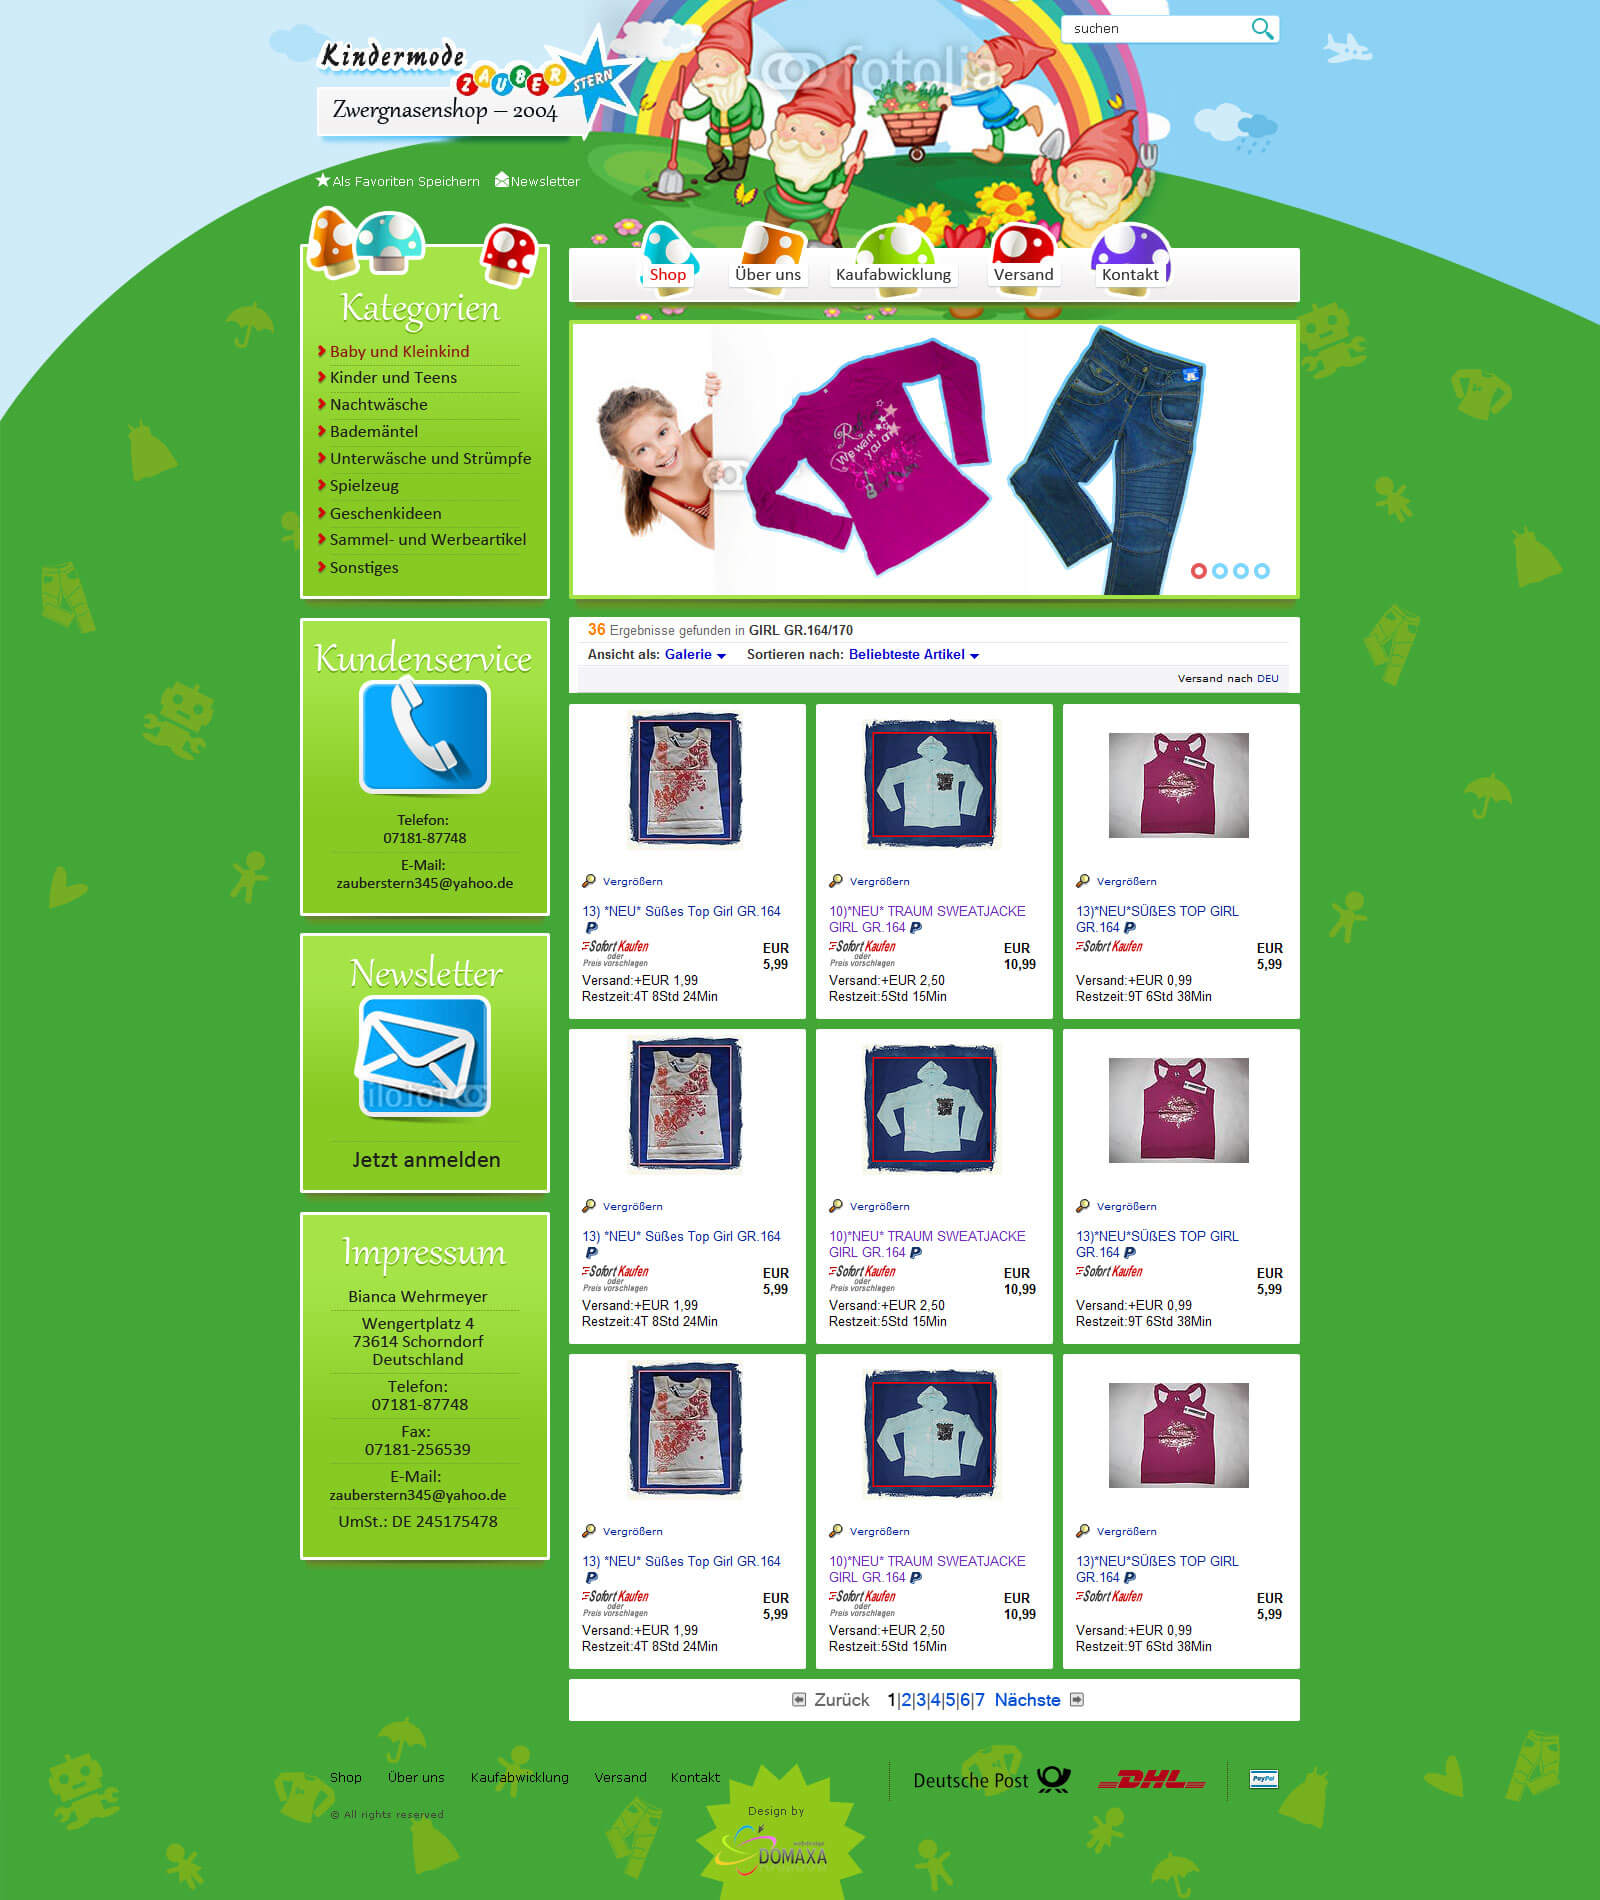 Kindermode
ZAUBER
STERN
Zwergnasenshop – 2004
fotolia
suchen
Als Favoriten Speichern
Newsletter
Shop
Über uns
Kaufabwicklung
Versand
Kontakt
Kategorien
Baby und Kleinkind
Kinder und Teens
Nachtwäsche
Bademäntel
Unterwäsche und Strümpfe
Spielzeug
Geschenkideen
Sammel- und Werbeartikel
Sonstiges
We want
you on
Kundenservice
Telefon:
07181-87748
E-Mail:
zauberstern345@yahoo.de
Newsletter
Jetzt anmelden
Impressum
Bianca Wehrmeyer
Wengertplatz 4
73614 Schorndorf
Deutschland
Telefon:
07181-87748
Fax:
07181-256539
E-Mail:
zauberstern345@yahoo.de
UmSt.: DE 245175478
36 Ergebnisse gefunden in GIRL GR.164/170
Ansicht als: Galerie Sortieren nach: Beliebteste Artikel
Versand nach DEU
Vergrößern
13) *NEU* Süßes Top Girl GR.164
Sofort Kaufen
oder
Preis vorschlagen
EUR
5,99
Versand:+EUR 1,99
Restzeit:4T 8Std 24Min
Vergrößern
10)*NEU* TRAUM SWEATJACKE
GIRL GR.164
Sofort Kaufen
oder
Preis vorschlagen
EUR
10,99
Versand:+EUR 2,50
Restzeit:5Std 15Min
Vergrößern
13)*NEU*SÜßES TOP GIRL
GR.164
Sofort Kaufen
EUR
5,99
Versand:+EUR 0,99
Restzeit:9T 6Std 38Min
Vergrößern
13) *NEU* Süßes Top Girl GR.164
Sofort Kaufen
oder
Preis vorschlagen
EUR
5,99
Versand:+EUR 1,99
Restzeit:4T 8Std 24Min
Vergrößern
10)*NEU* TRAUM SWEATJACKE
GIRL GR.164
Sofort Kaufen
oder
Preis vorschlagen
EUR
10,99
Versand:+EUR 2,50
Restzeit:5Std 15Min
Vergrößern
13)*NEU*SÜßES TOP GIRL
GR.164
Sofort Kaufen
EUR
5,99
Versand:+EUR 0,99
Restzeit:9T 6Std 38Min
Vergrößern
13) *NEU* Süßes Top Girl GR.164
Sofort Kaufen
oder
Preis vorschlagen
EUR
5,99
Versand:+EUR 1,99
Restzeit:4T 8Std 24Min
Vergrößern
10)*NEU* TRAUM SWEATJACKE
GIRL GR.164
Sofort Kaufen
oder
Preis vorschlagen
EUR
10,99
Versand:+EUR 2,50
Restzeit:5Std 15Min
Vergrößern
13)*NEU*SÜßES TOP GIRL
GR.164
Sofort Kaufen
EUR
5,99
Versand:+EUR 0,99
Restzeit:9T 6Std 38Min
Zurück 1|2|3|4|5|6|7 Nächste
Shop Über uns Kaufabwicklung Versand Kontakt
© All rights reserved
Design by
DOMAXA
Deutsche Post
DHL
PayPal